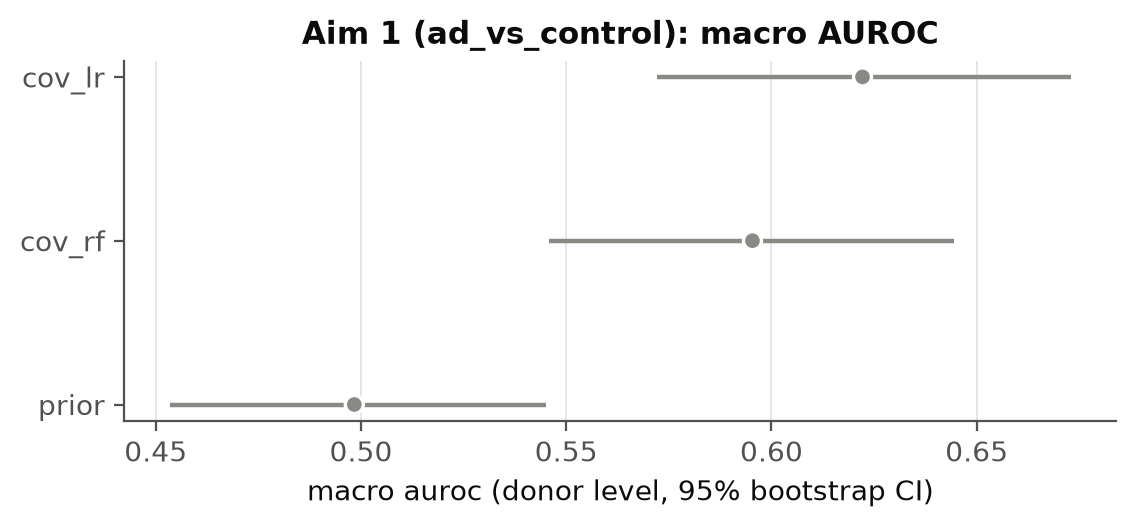 Aim 1 (ad_vs_control): macro AUROC
cov_lr
cov_rf
prior
0.45 0.50 0.55 0.60 0.65
macro auroc (donor level, 95% bootstrap CI)